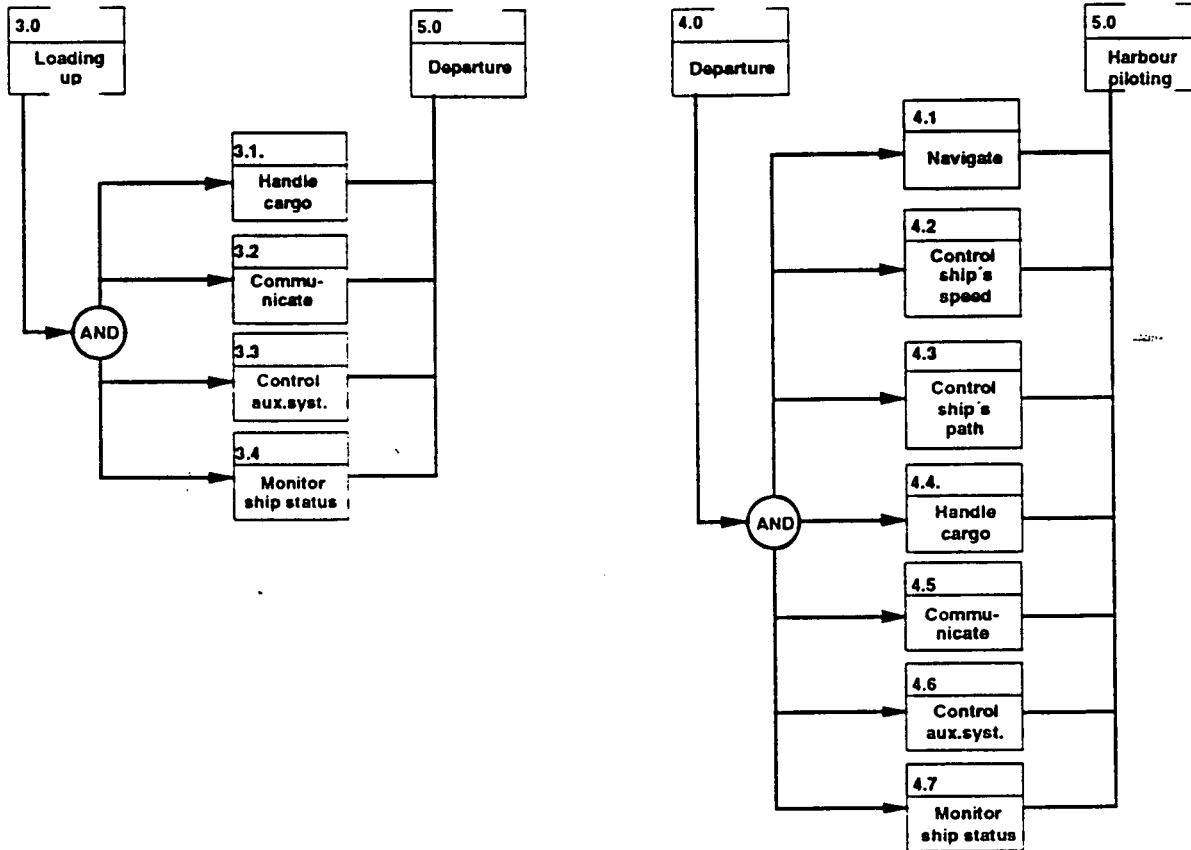 3.0
Loading
up
5.0
Departure
3.1.
Handle
cargo
3.2
Commu-
nicate
AND
3.3
Control
aux.syst.
3.4
Monitor
ship status
4.0
Departure
5.0
Harbour
piloting
4.1
Navigate
4.2
Control
ship´s
speed
4.3
Control
ship´s
path
4.4.
Handle
cargo
AND
4.5
Commu-
nicate
4.6
Control
aux.syst.
4.7
Monitor
ship status